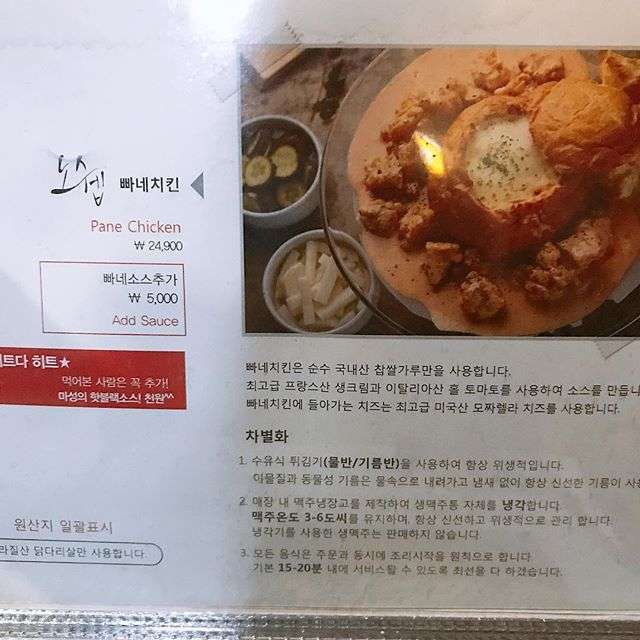 노승렙 빠네치킨
Pane Chicken
₩ 24,900
빠네소스추가
₩ 5,000
Add Sauce
트다 히트★
먹어본 사람은 꼭 추가!
마성의 핫블랙소스! 천원^^
원산지 일괄표시
라질산 닭다리살만 사용합니다.
빠네치킨은 순수 국내산 찹쌀가루만을 사용합니다.
최고급 프랑스산 생크림과 이탈리아산 홀 토마토를 사용하여 소스를 만듭니
빠네치킨에 들아가는 치즈는 최고급 미국산 모짜렐라 치즈를 사용합니다.
차별화
1. 수유식 튀김기(물반/기름반)을 사용하여 항상 위생적입니다.
이물질과 동물성 기름은 물속으로 내려가고 냄새 없이 항상 신선한 기름이 사용
2. 매장 내 맥주냉장고를 제작하여 생맥주통 자체를 냉각합니다.
맥주온도 3-6도씨를 유지하며, 항상 신선하고 위생적으로 관리 합니다.
냉각기를 사용한 생맥주는 판매하지 않습니다.
3. 모든 음식은 주문과 동시에 조리시작을 원칙으로 합니다.
기본 15-20분 내에 서비스될 수 있도록 최선을 다 하겠습니다.